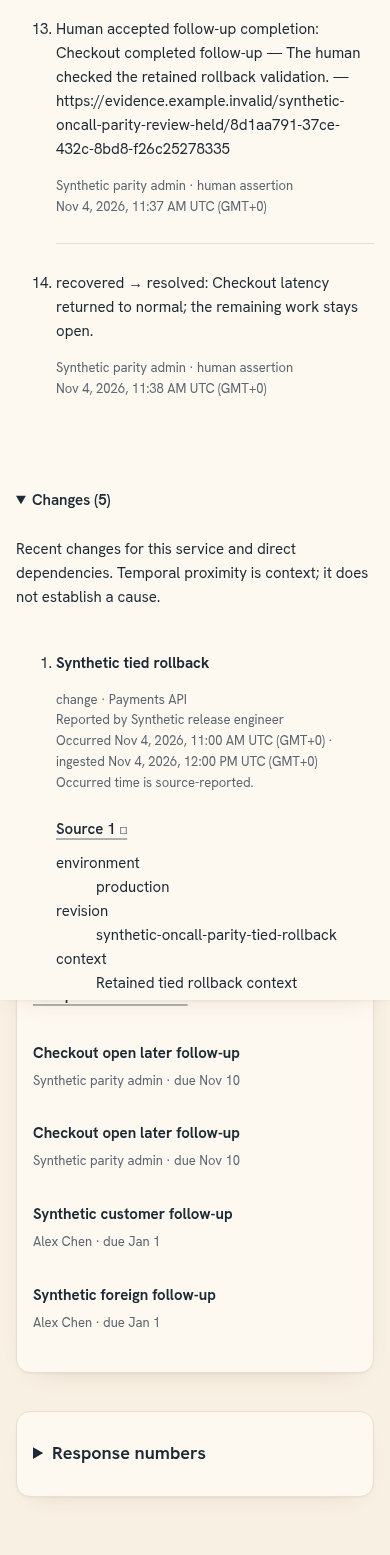 13. Human accepted follow-up completion:
Checkout completed follow-up — The human
checked the retained rollback validation. —
https://evidence.example.invalid/synthetic-
oncall-parity-review-held/8d1aa791-37ce-
432c-8bd8-f26c25278335
Synthetic parity admin · human assertion
Nov 4, 2026, 11:37 AM UTC (GMT+0)
14. recovered → resolved: Checkout latency
returned to normal; the remaining work stays
open.
Synthetic parity admin · human assertion
Nov 4, 2026, 11:38 AM UTC (GMT+0)
▼ Changes (5)
Recent changes for this service and direct
dependencies. Temporal proximity is context; it does
not establish a cause.
1. Synthetic tied rollback
change · Payments API
Reported by Synthetic release engineer
Occurred Nov 4, 2026, 11:00 AM UTC (GMT+0) ·
ingested Nov 4, 2026, 12:00 PM UTC (GMT+0)
Occurred time is source-reported.
Source 1
environment
production
revision
synthetic-oncall-parity-tied-rollback
context
Retained tied rollback context
Checkout open later follow-up
Synthetic parity admin · due Nov 10
Checkout open later follow-up
Synthetic parity admin · due Nov 10
Synthetic customer follow-up
Alex Chen · due Jan 1
Synthetic foreign follow-up
Alex Chen · due Jan 1
▶ Response numbers